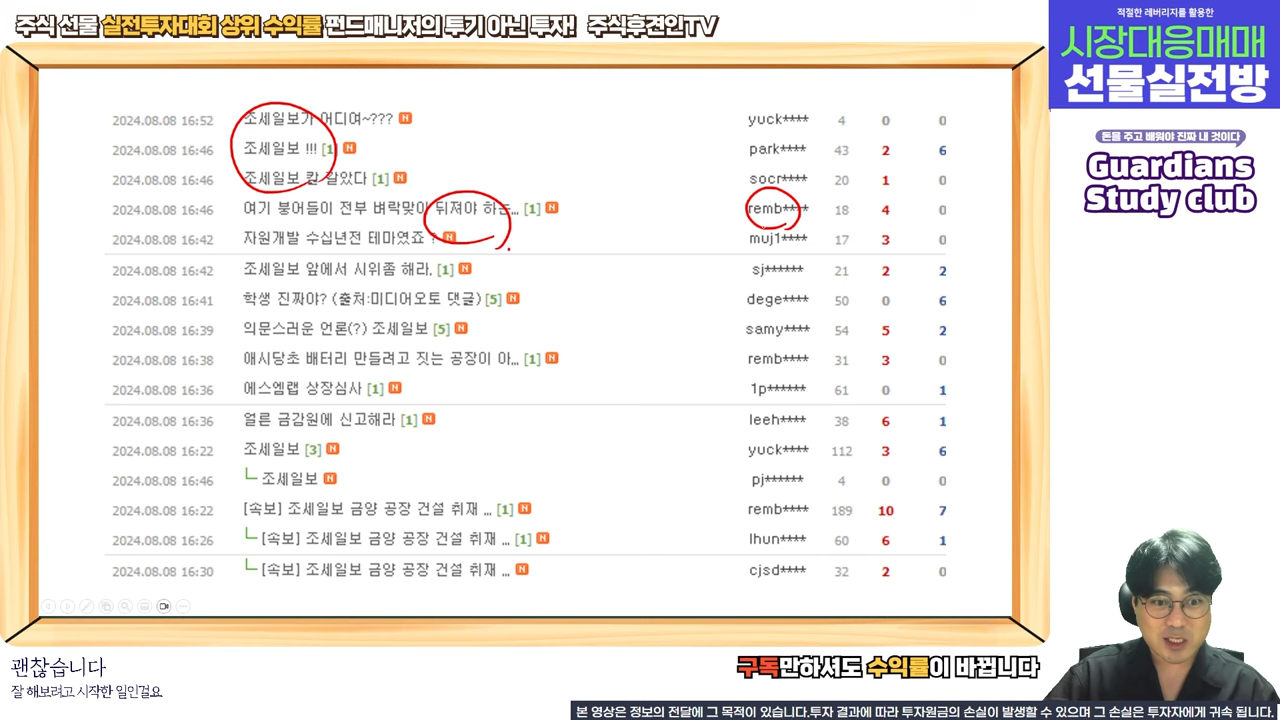 주식 선물 실전투자대회 상위 수익률 펀드매니저의 투기 아닌 투자! 주식후견인TV
적절한 레버리지를 활용한
시장대응매매
선물실전방
돈을 주고 배워야 진짜 내 것이다
Guardians
Study club
2024.08.08 16:52 조세일보가 어디여~??? N yuck**** 4 0 0
2024.08.08 16:46 조세일보 !!! [1] N park**** 43 2 6
2024.08.08 16:46 조세일보 칼 갈았다 [1] N socr**** 20 1 0
2024.08.08 16:46 여기 붕어들이 전부 벼락맞이 뒤져야 하는... [1] N remb**** 18 4 0
2024.08.08 16:42 자원개발 수십년전 테마였죠 ? N muj1**** 17 3 0
2024.08.08 16:42 조세일보 앞에서 시위좀 해라. [1] N sj****** 21 2 2
2024.08.08 16:41 학생 진짜야? (출처:미디어오토 댓글) [5] N dege**** 50 0 6
2024.08.08 16:39 의문스러운 언론(?) 조세일보 [5] N samy**** 54 5 2
2024.08.08 16:38 애시당초 배터리 만들려고 짓는 공장이 아... [1] N remb**** 31 3 0
2024.08.08 16:36 에스엠랩 상장심사 [1] N 1p****** 61 0 1
2024.08.08 16:36 얼른 금감원에 신고해라 [1] N leeh**** 38 6 1
2024.08.08 16:22 조세일보 [3] N yuck**** 112 3 6
2024.08.08 16:46 조세일보 N pj****** 4 0 0
2024.08.08 16:22 [속보] 조세일보 금양 공장 건설 취재 ... [1] N remb**** 189 10 7
2024.08.08 16:26 [속보] 조세일보 금양 공장 건설 취재 ... [1] N lhun**** 60 6 1
2024.08.08 16:30 [속보] 조세일보 금양 공장 건설 취재 ... N cjsd**** 32 2 0
괜찮습니다
잘 해보려고 시작한 일인걸요
구독만하셔도 수익률이 바뀝니다
본 영상은 정보의 전달에 그 목적이 있습니다.투자 결과에 따라 투자원금의 손실이 발생할 수 있으며 그 손실은 투자자에게 귀속 됩니다.